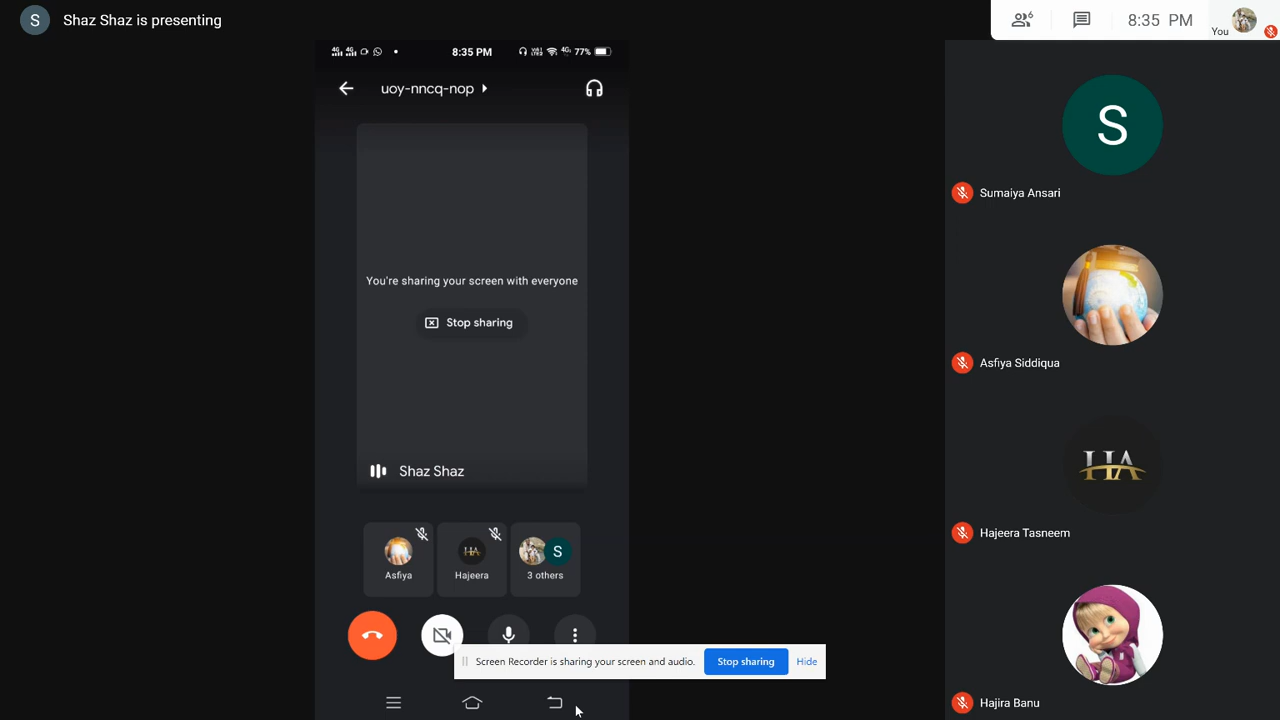 S
Shaz Shaz is presenting
6
8:35 PM
You
8:35 PM
77%
uoy-nncq-nop
You're sharing your screen with everyone
Stop sharing
Shaz Shaz
Asfiya
HA
Hajeera
S
3 others
Screen Recorder is sharing your screen and audio.
Stop sharing
Hide
S
Sumaiya Ansari
Asfiya Siddiqua
HA
Hajeera Tasneem
Hajira Banu